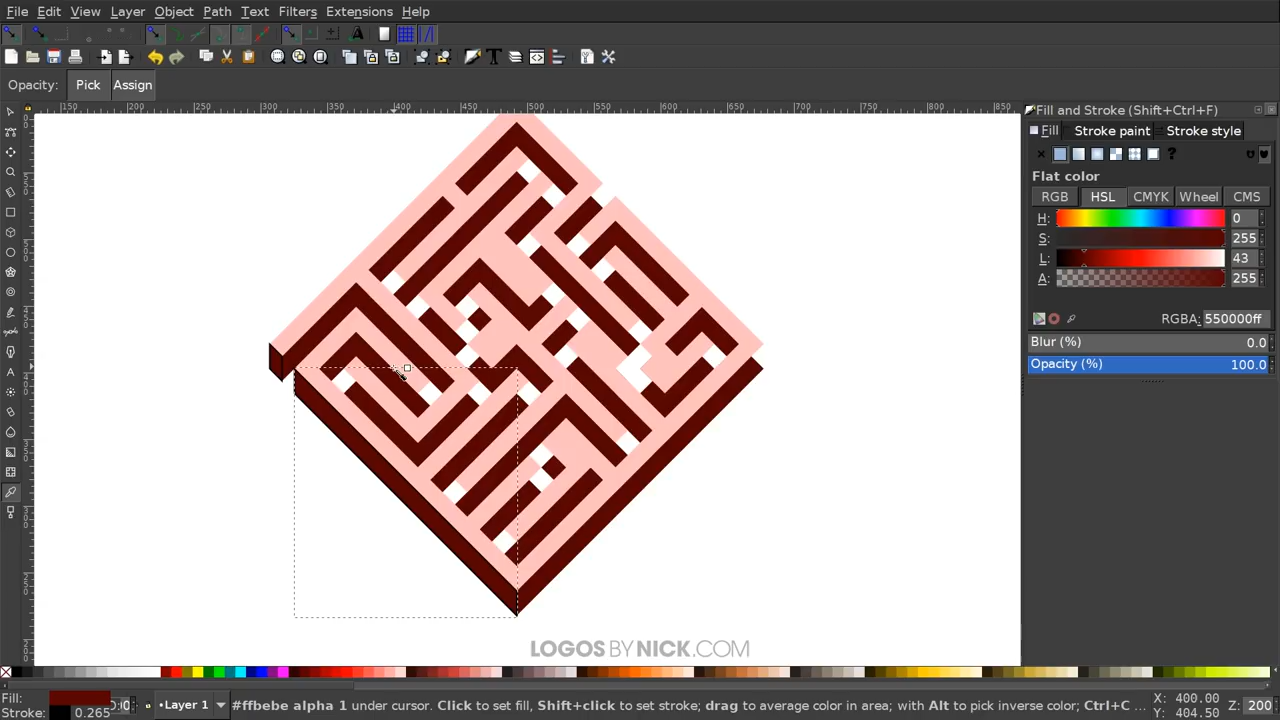 File Edit View Layer Object Path Text Filters Extensions Help
Opacity: Pick Assign
Fill and Stroke (Shift+Ctrl+F)
Fill Stroke paint Stroke style
Flat color
RGB HSL CMYK Wheel CMS
H: 0
S: 255
L: 43
A: 255
RGBA: 550000ff
Blur (%) 0.0
Opacity (%) 100.0
LOGOS BY NICK.COM
Fill:
Stroke: 0.265
Layer 1 #ffbebe alpha 1 under cursor. Click to set fill, Shift+click to set stroke; drag to average color in area; with Alt to pick inverse color; Ctrl+C ...
X: 400.00
Y: 404.50
Z: 200